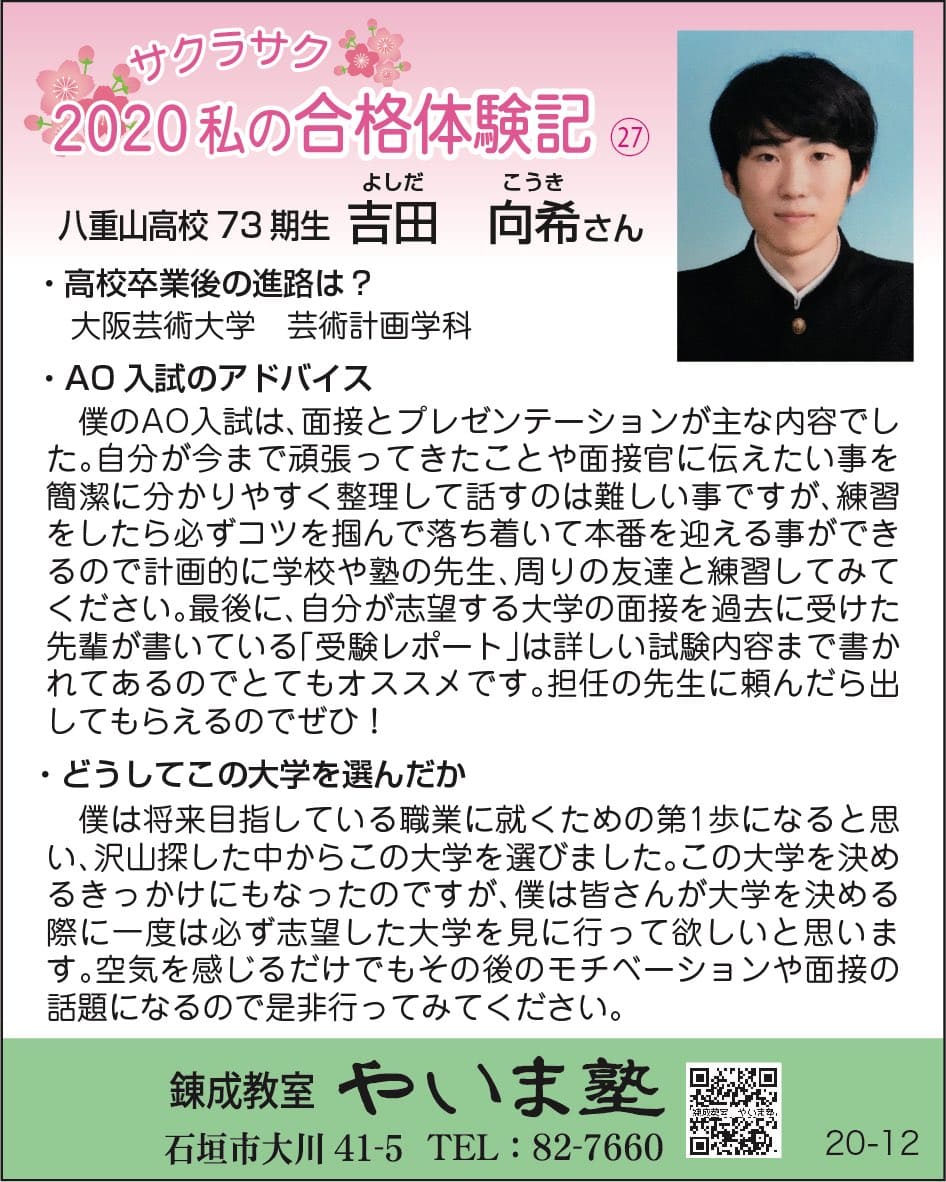 サクラサク
2020 私の合格体験記 ㉗
よしだ こうき
八重山高校 73 期生 吉田 向希さん
・高校卒業後の進路は？
大阪芸術大学 芸術計画学科
・AO 入試のアドバイス
僕のAO入試は、面接とプレゼンテーションが主な内容でし
た。自分が今まで頑張ってきたことや面接官に伝えたい事を
簡潔に分かりやすく整理して話すのは難しい事ですが、練習
をしたら必ずコツを掴んで落ち着いて本番を迎える事ができ
るので計画的に学校や塾の先生、周りの友達と練習してみて
ください。最後に、自分が志望する大学の面接を過去に受けた
先輩が書いている「受験レポート」は詳しい試験内容まで書か
れてあるのでとてもオススメです。担任の先生に頼んだら出
してもらえるのでぜひ！
・どうしてこの大学を選んだか
僕は将来目指している職業に就くための第1歩になると思
い、沢山探した中からこの大学を選びました。この大学を決め
るきっかけにもなったのですが、僕は皆さんが大学を決める
際に一度は必ず志望した大学を見に行って欲しいと思いま
す。空気を感じるだけでもその後のモチベーションや面接の
話題になるので是非行ってみてください。
錬成教室 やいま塾
錬成教室 やいま塾
石垣市大川 41-5 TEL：82-7660
20-12